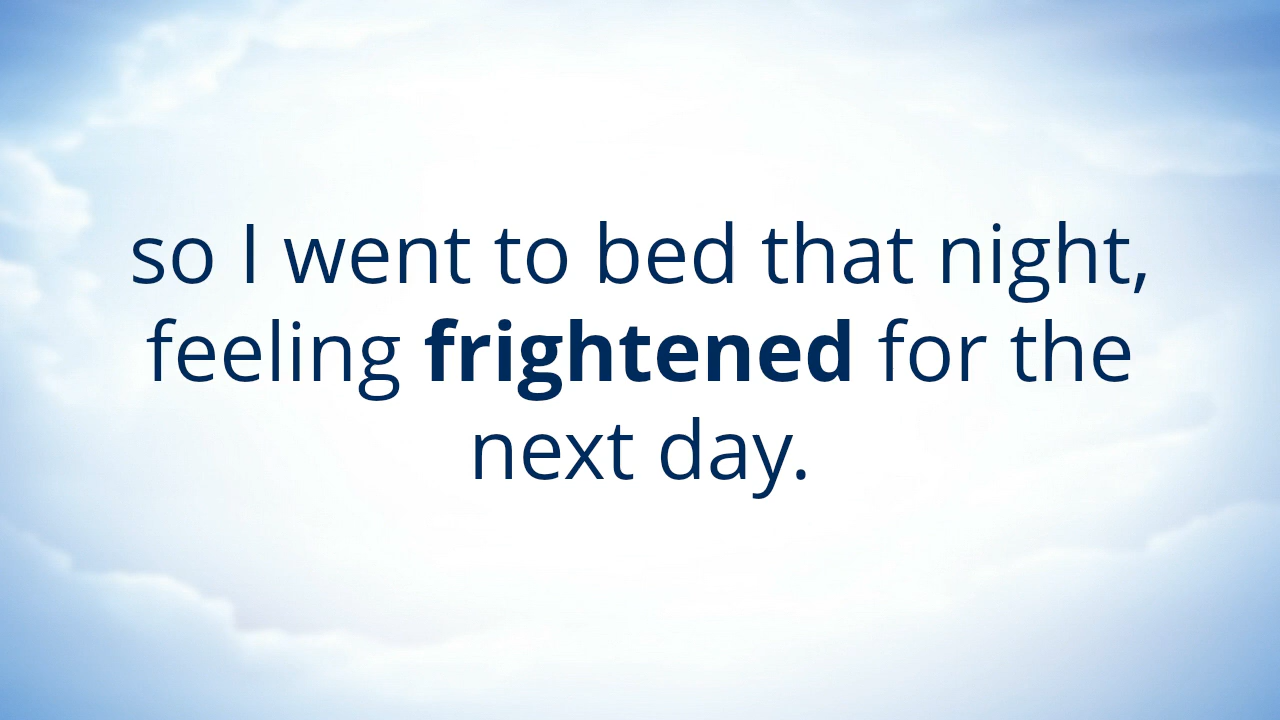 so I went to bed that night,
feeling frightened for the
next day.